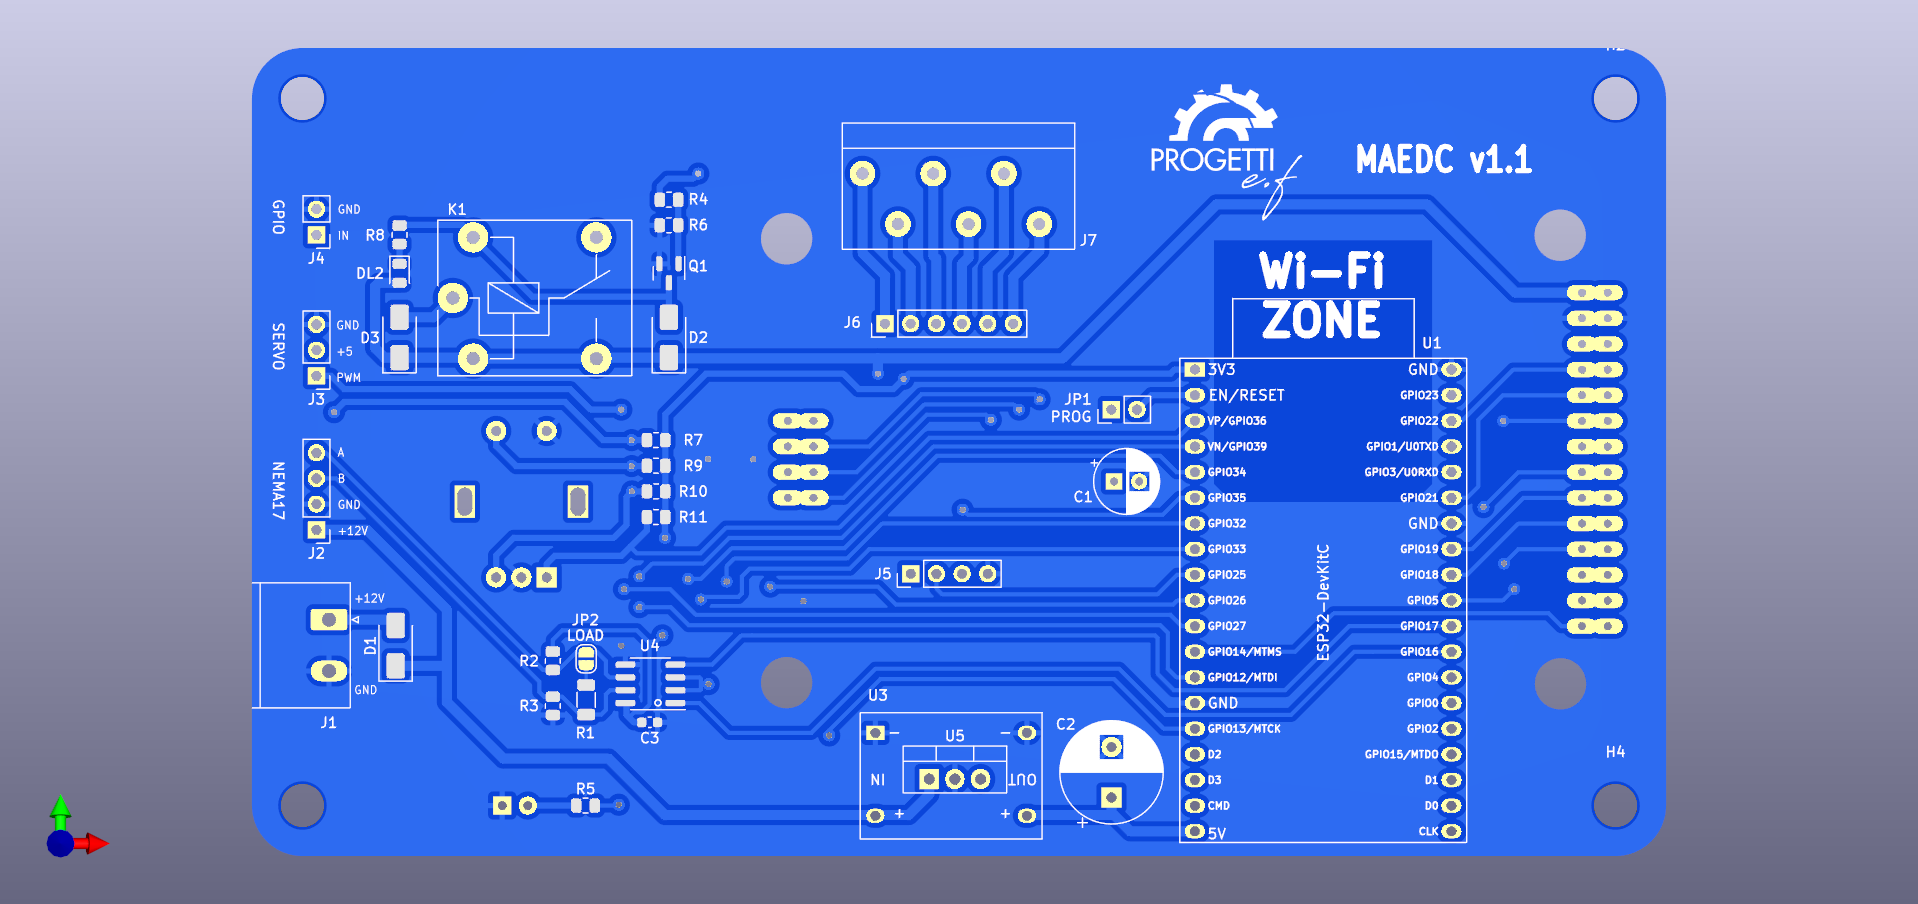 PROGETTI
e.f
MAEDC v1.1
Wi-Fi
ZONE
GPIO
GND
IN
J4
R8
DL2
D3
K1
R4
R6
Q1
D2
J7
J6
SERVO
GND
+5
PWM
J3
NEMA17
A
B
GND
+12V
J2
R7
R9
R10
R11
JP1
PROG
+
C1
J5
+12V
D1
GND
J1
JP2
LOAD
R2
R3
R1
U4
C3
R5
U3
U5
-
-
IN
OUT
+
+
C2
+
U1
ESP32-DevKitC
3V3
EN/RESET
VP/GPIO36
VN/GPIO39
GPIO34
GPIO35
GPIO32
GPIO33
GPIO25
GPIO26
GPIO27
GPIO14/MTMS
GPIO12/MTDI
GND
GPIO13/MTCK
D2
D3
CMD
5V
GND
GPIO23
GPIO22
GPIO1/U0TXD
GPIO3/U0RXD
GPIO21
GND
GPIO19
GPIO18
GPIO5
GPIO17
GPIO16
GPIO4
GPIO0
GPIO2
GPIO15/MTDO
D1
D0
CLK
H4